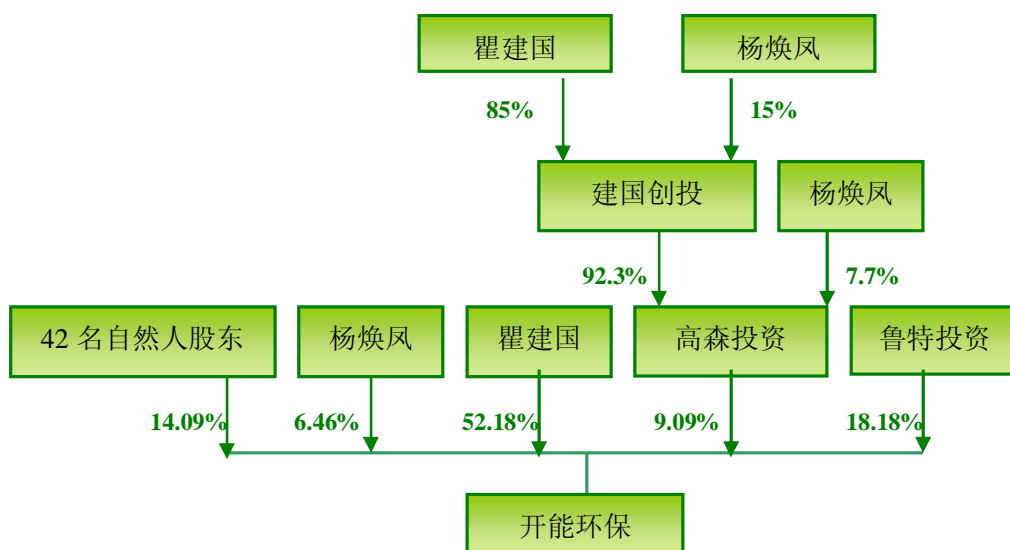 瞿建国
杨焕凤
85%
15%
建国创投
杨焕凤
92.3%
7.7%
42 名自然人股东
杨焕凤
瞿建国
高森投资
鲁特投资
14.09%
6.46%
52.18%
9.09%
18.18%
开能环保